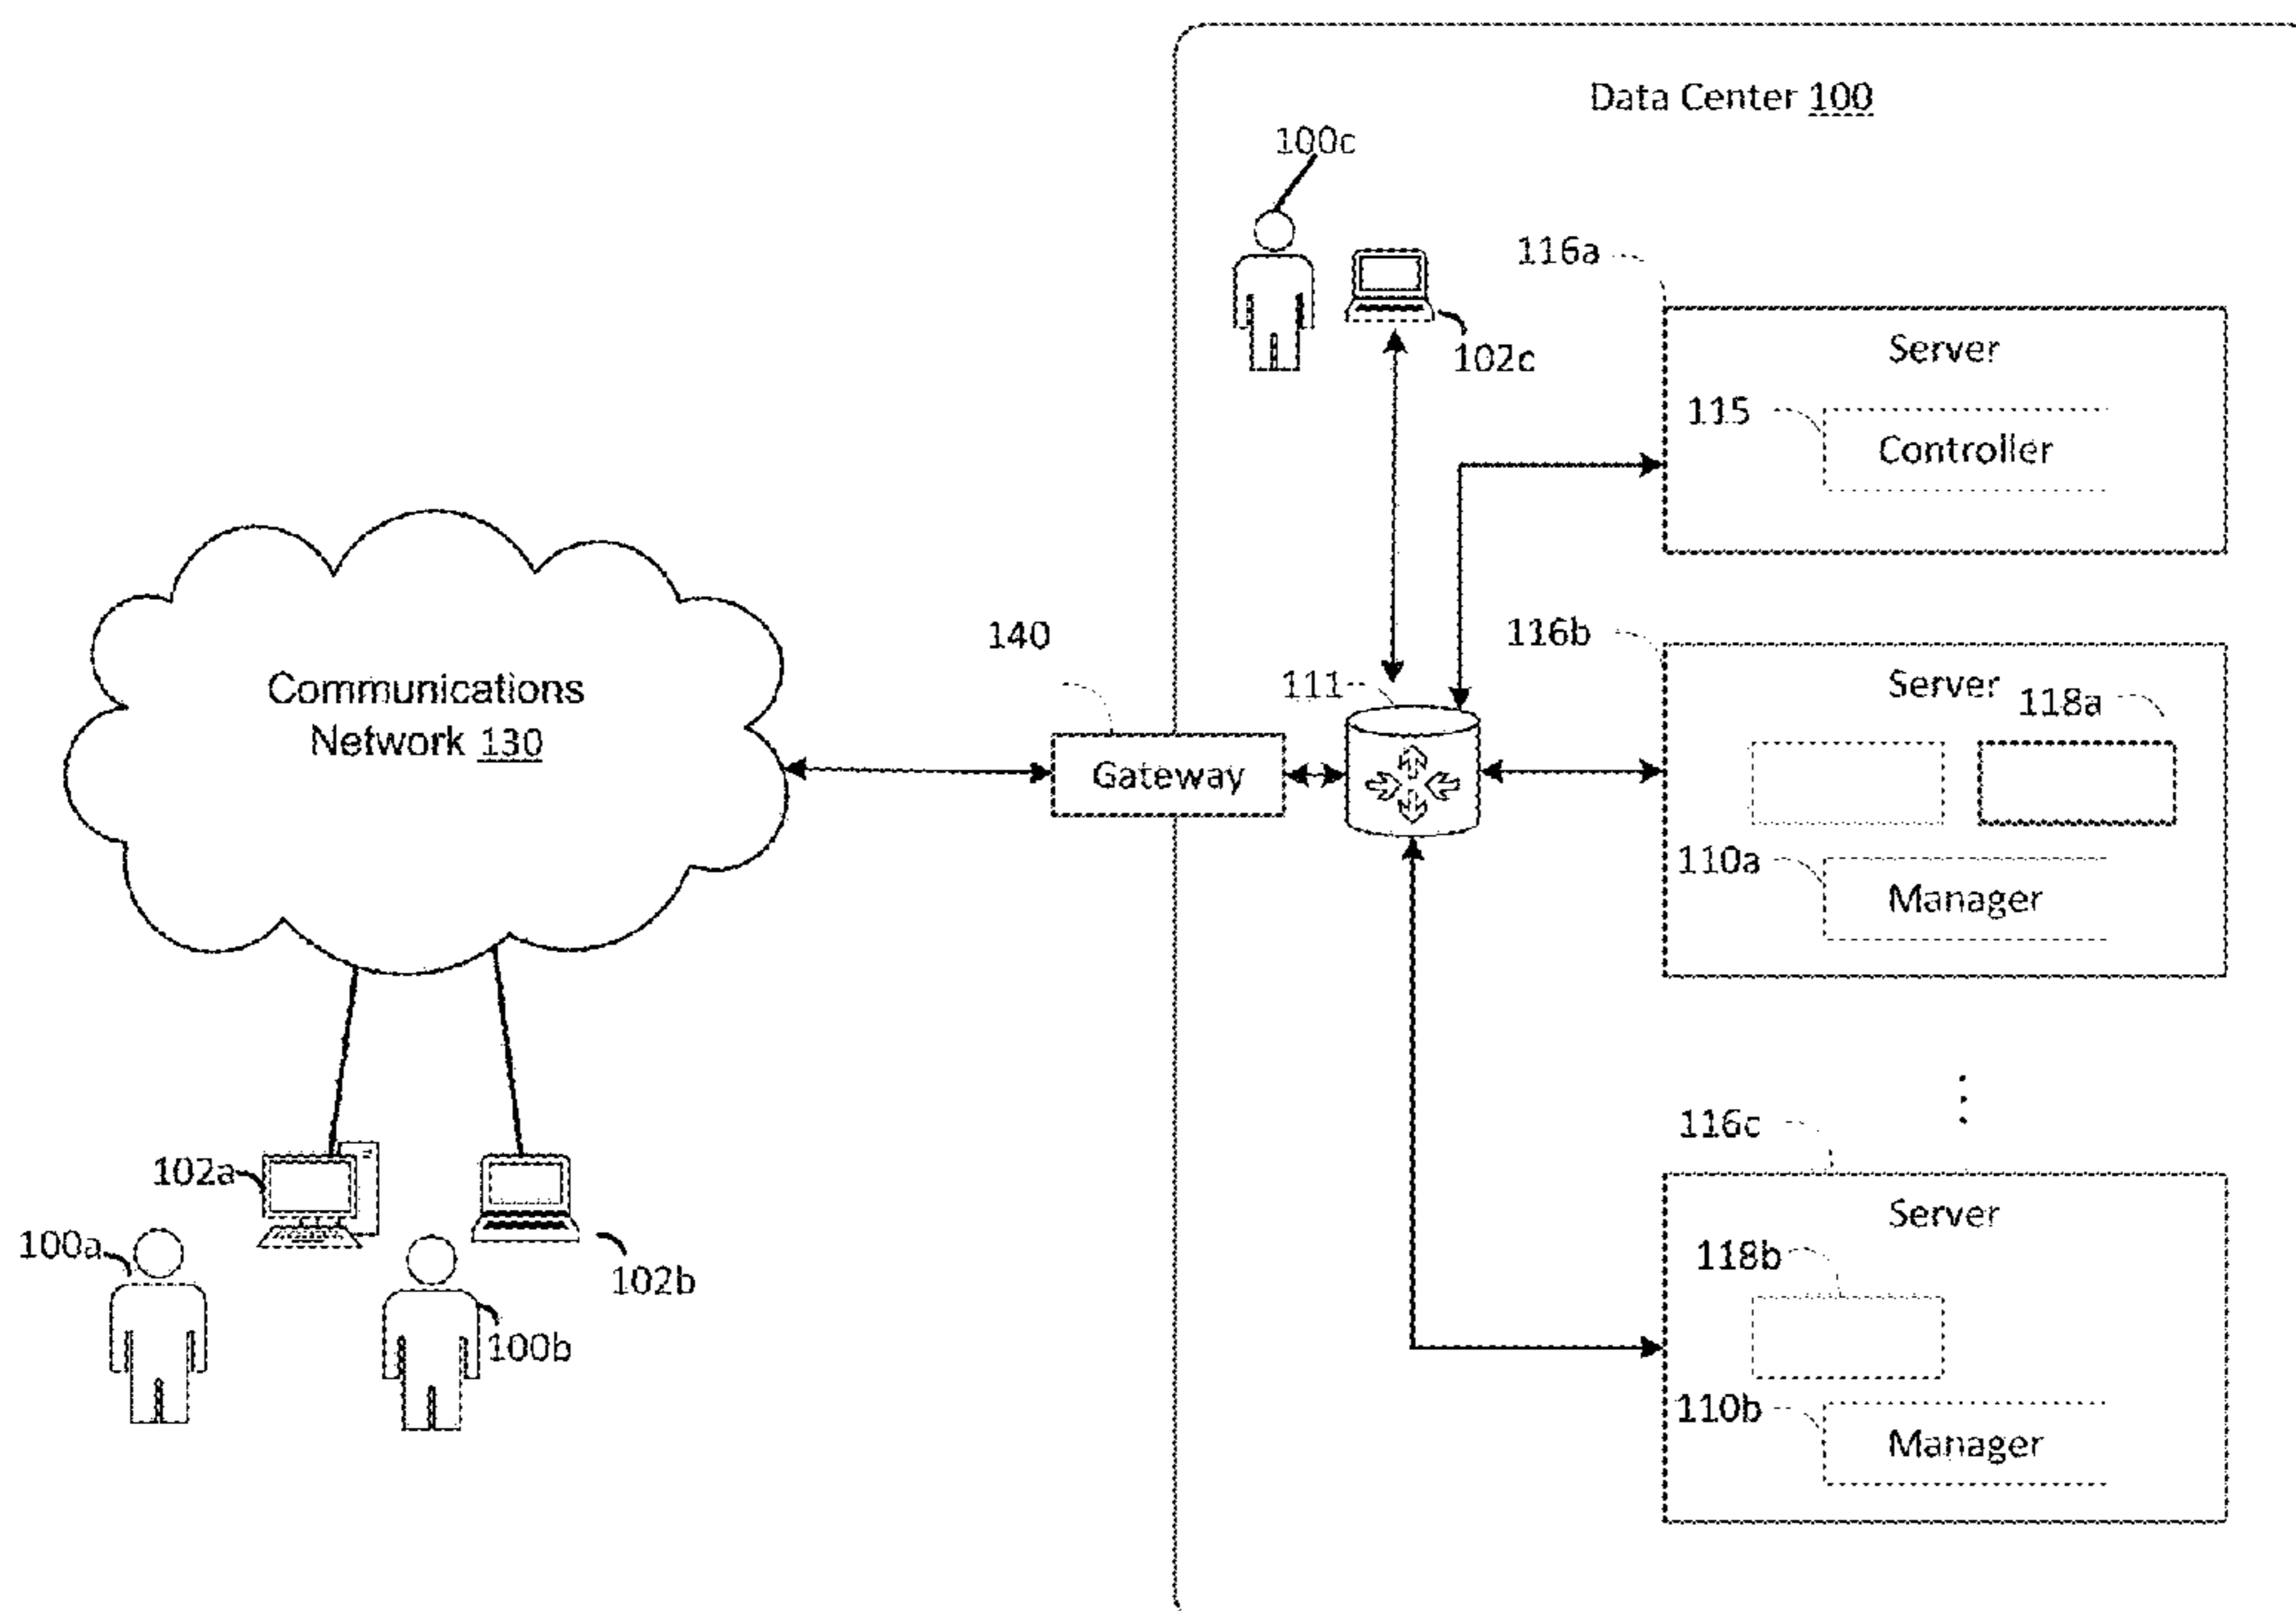 Data Center 100
100c
116a
Server
102c
115
Controller
Communications
Network 130
140
Gateway
111
116b
Server
118a
110a
Manager
116c
Server
118b
110b
Manager
102a
100a
102b
100b